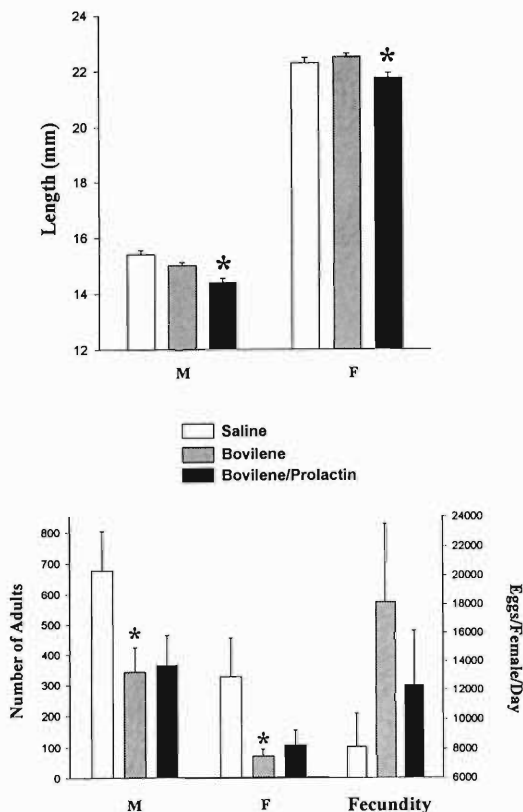 24
22
20
18
16
14
12
Length (mm)
*
*
M
F
Saline
Bovilene
Bovilene/Prolactin
800
700
600
500
400
300
200
100
0
Number of Adults
*
*
24000
22000
20000
18000
16000
14000
12000
10000
8000
6000
Eggs/Female/Day
M
F
Fecundity